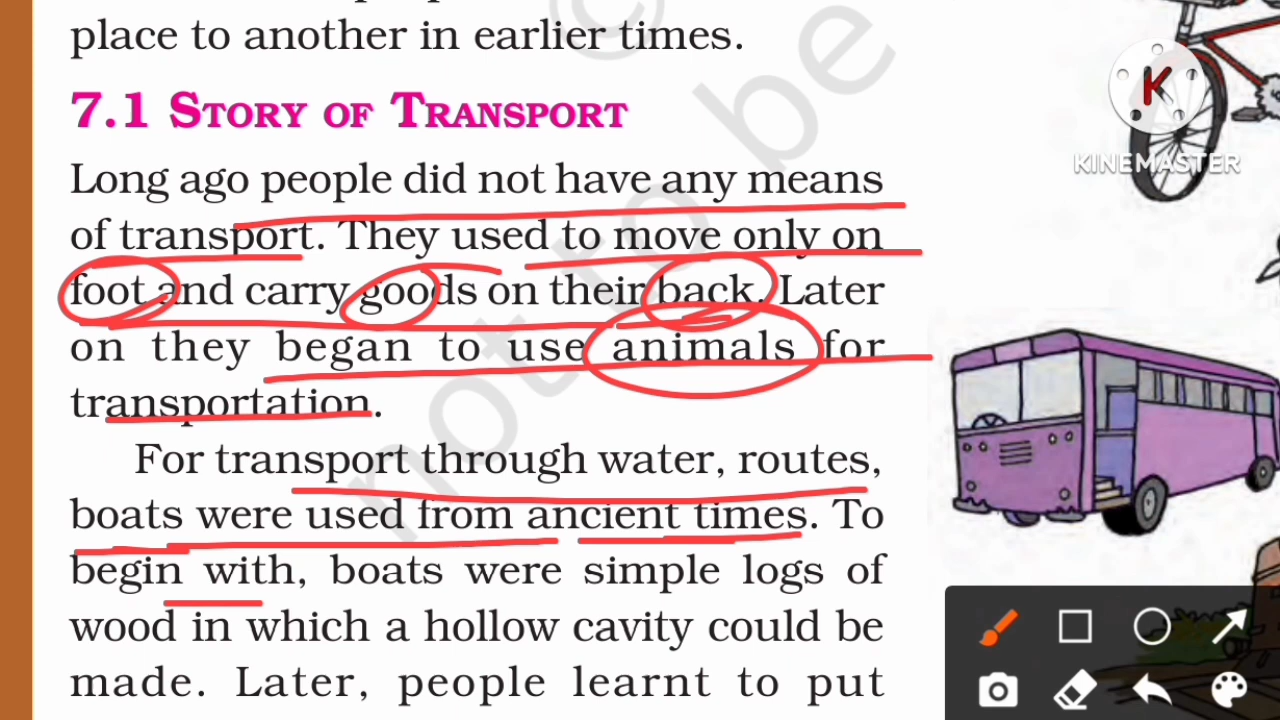 place to another in earlier times.
7.1 STORY OF TRANSPORT
Long ago people did not have any means
of transport. They used to move only on
foot and carry goods on their back. Later
on they began to use animals for
transportation.
For transport through water, routes,
boats were used from ancient times. To
begin with, boats were simple logs of
wood in which a hollow cavity could be
made. Later, people learnt to put
©
not to be
K
KINEMASTER